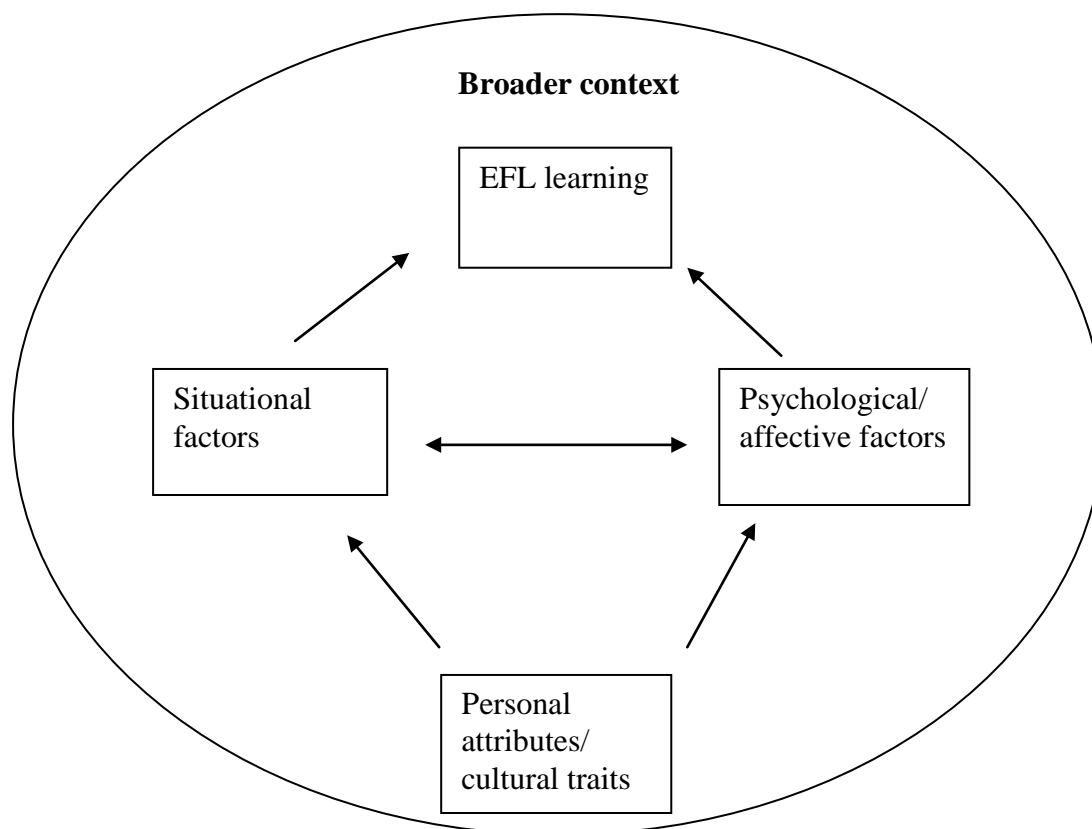 Broader context
EFL learning
Situational
factors
Psychological/
affective factors
Personal
attributes/
cultural traits